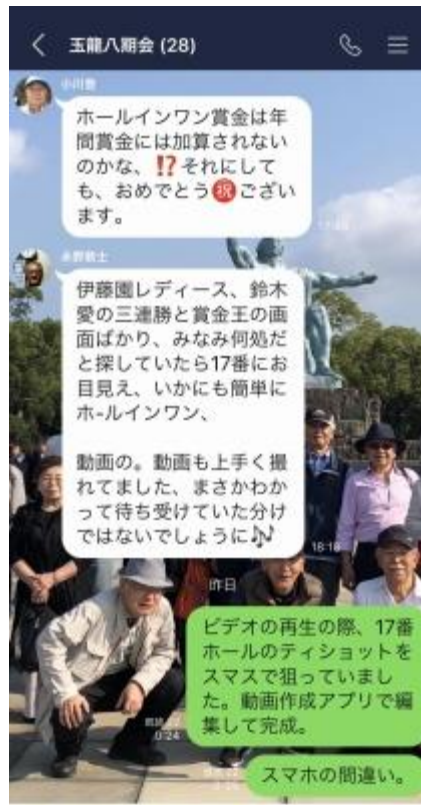 玉龍八期会 (28)
小川豊
ホールインワン賞金は年
間賞金には加算されない
のかな、⁉️それにして
も、おめでとう㊗️ござい
ます。
伊藤園レディース、鈴木
愛の三連勝と賞金王の画
面ばかり、みなみ何処だ
と探していたら17番にお
目見え、いかにも簡単に
ホ-ルインワン、
動画の。動画も上手く撮
れてました、まさかわか
って待ち受けていた分け
ではないでしょうに🎶
18:18
昨日
ビデオの再生の際、17番
ホールのティショットを
スマスで狙っていまし
た。動画作成アプリで編
集して完成。
0:24
スマホの間違い。